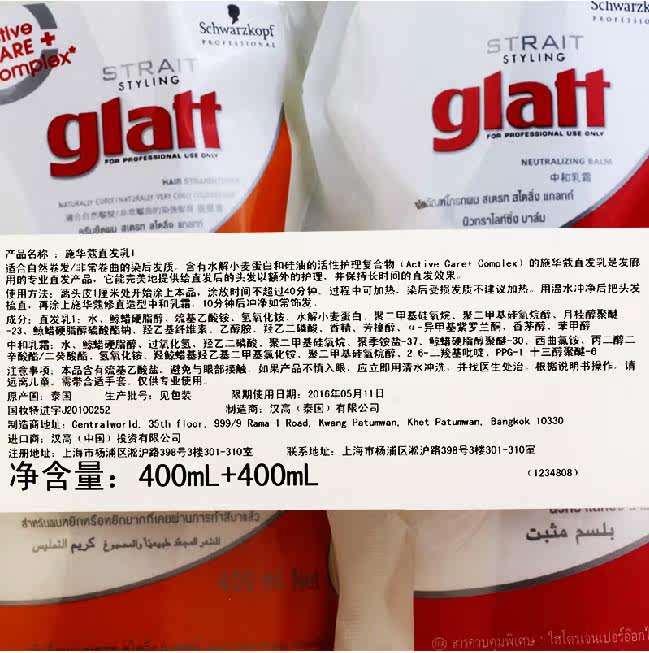 ctive
CARE +
omplex*
Schwarzkopf
PROFESSIONAL
STRAIT
STYLING
glatt
FOR PROFESSIONAL USE ONLY
HAIR STRAIGHTENER
Schwarzk
PROFESSIO
STRAIT
STYLING
glatt
FOR PROFESSIONAL USE ONLY
NEUTRALIZING BALM
中和乳霜
产品名称：施华蔻直发乳1
适合自然卷发/非常卷曲的染后发质。含有水解小麦蛋白和硅油的活性护理复合物（Active Care+ Complex）的施华蔻直发乳是发廊
用的专业直发产品，它能完美地提供给直发后的头发以额外的护理，并保持长时间的直发效果。
使用方法：离头皮1厘米处开始涂上本品，涂放时间不超过40分钟，过程中可加热，染后受损发质不建议加热。用温水冲净后把头发
梳直，再涂上施华蔻修直造型中和乳霜，10分钟后冲净如常饰发。
成分：直发乳1：水、鲸蜡硬脂醇、巯基乙酸铵、氢氧化铵、水解小麦蛋白、聚二甲基硅氧烷、聚二甲基硅氧烷醇、月桂醇聚醚
-23、鲸蜡硬脂醇硫酸酯钠、羟乙基纤维素、乙醇胺、羟乙二磷酸、香精、芳樟醇、α-异甲基紫罗兰酮、香茅醇、苯甲醇
中和乳霜：水、鲸蜡硬脂醇、过氧化氢、羟乙二磷酸、聚二甲基硅氧烷、聚季铵盐-37、鲸蜡硬脂醇聚醚-30、西曲氯铵、丙二醇二
辛酸酯/二癸酸酯、氢氧化铵、聚鲸蜡基羟乙基二甲基氯化铵、聚二甲基硅氧烷醇、2,6-二羧基吡啶、PPG-1 十三醇聚醚-6
注意事项：本品含有巯基乙酸盐，避免与眼部接触，如果产品不慎入眼，应立即用清水冲洗，并找医生处治。根据说明书操作。请
远离儿童。需带合适手套。仅供专业使用。
原产国：泰国 生产批号：见包装 限期使用日期：2016年05月11日
国妆特进字J20100252 制造商：汉高（泰国）有限公司
制造商地址：Centralworld, 35th floor, 999/9 Rama 1 Road, Kwang Patumwan, Khet Patumwan, Bangkok 10330
进口商：汉高（中国）投资有限公司
注册地址：上海市杨浦区淞沪路398号3楼301-310室 联系地址：上海市杨浦区淞沪路398号3楼301-310室
净含量：400mL+400mL
(1234808)
400 ml. Net
بلسم مثبت